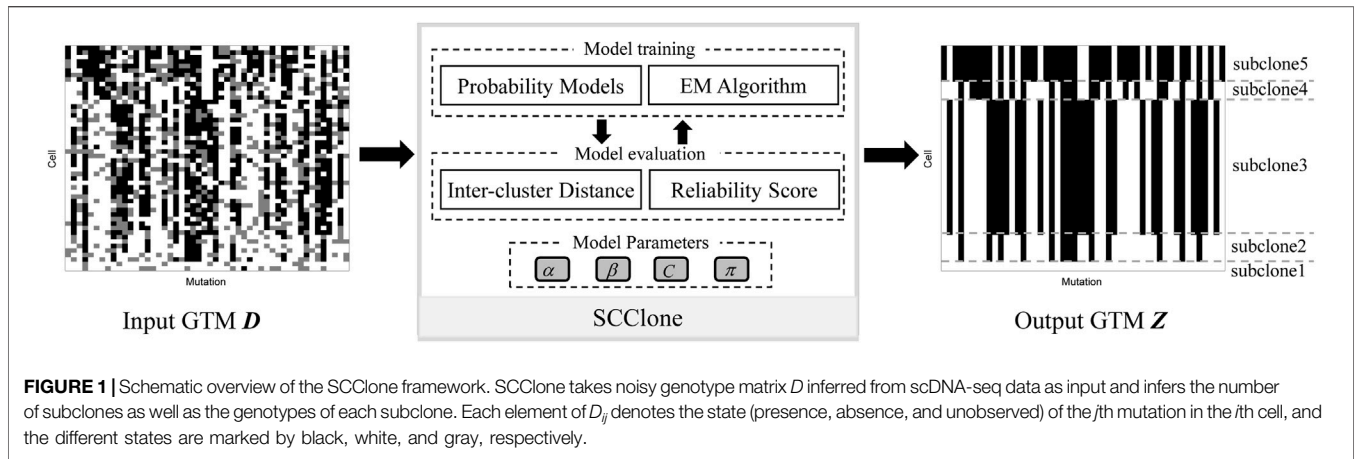 Cell
Mutation
Input GTM D
Model training
Probability Models
EM Algorithm
Model evaluation
Inter-cluster Distance
Reliability Score
Model Parameters
α β C π
SCClone
Cell
Mutation
subclone5
subclone4
subclone3
subclone2
subclone1
Output GTM Z
FIGURE 1 | Schematic overview of the SCClone framework. SCClone takes noisy genotype matrix D inferred from scDNA-seq data as input and infers the number
of subclones as well as the genotypes of each subclone. Each element of Dij denotes the state (presence, absence, and unobserved) of the jth mutation in the ith cell, and
the different states are marked by black, white, and gray, respectively.